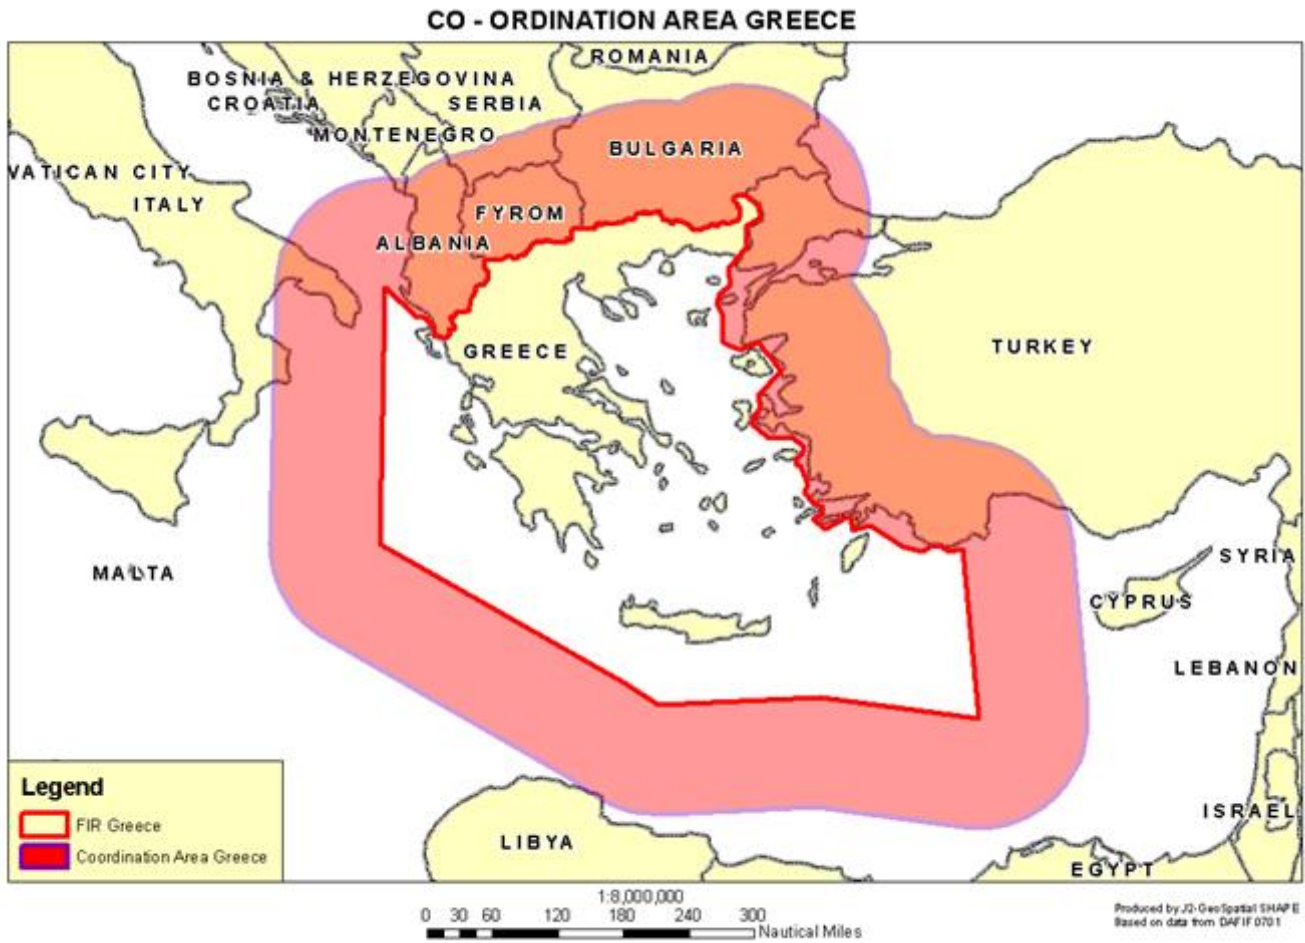 CO - ORDINATION AREA GREECE
ROMANIA
BOSNIA & HERZEGOVINA
CROATIA
SERBIA
MONTENEGRO
BULGARIA
VATICAN CITY
ITALY
FYROM
ALBANIA
GREECE
TURKEY
MALTA
SYRIA
CYPRUS
LEBANON
ISRAEL
LIBYA
EGYPT
Legend
FIR Greece
Coordination Area Greece
1:8,000,000
0 30 60 120 180 240 300
Nautical Miles
Produced by J2-GeoSpatial SHAPE
Based on data from DAFIF0701